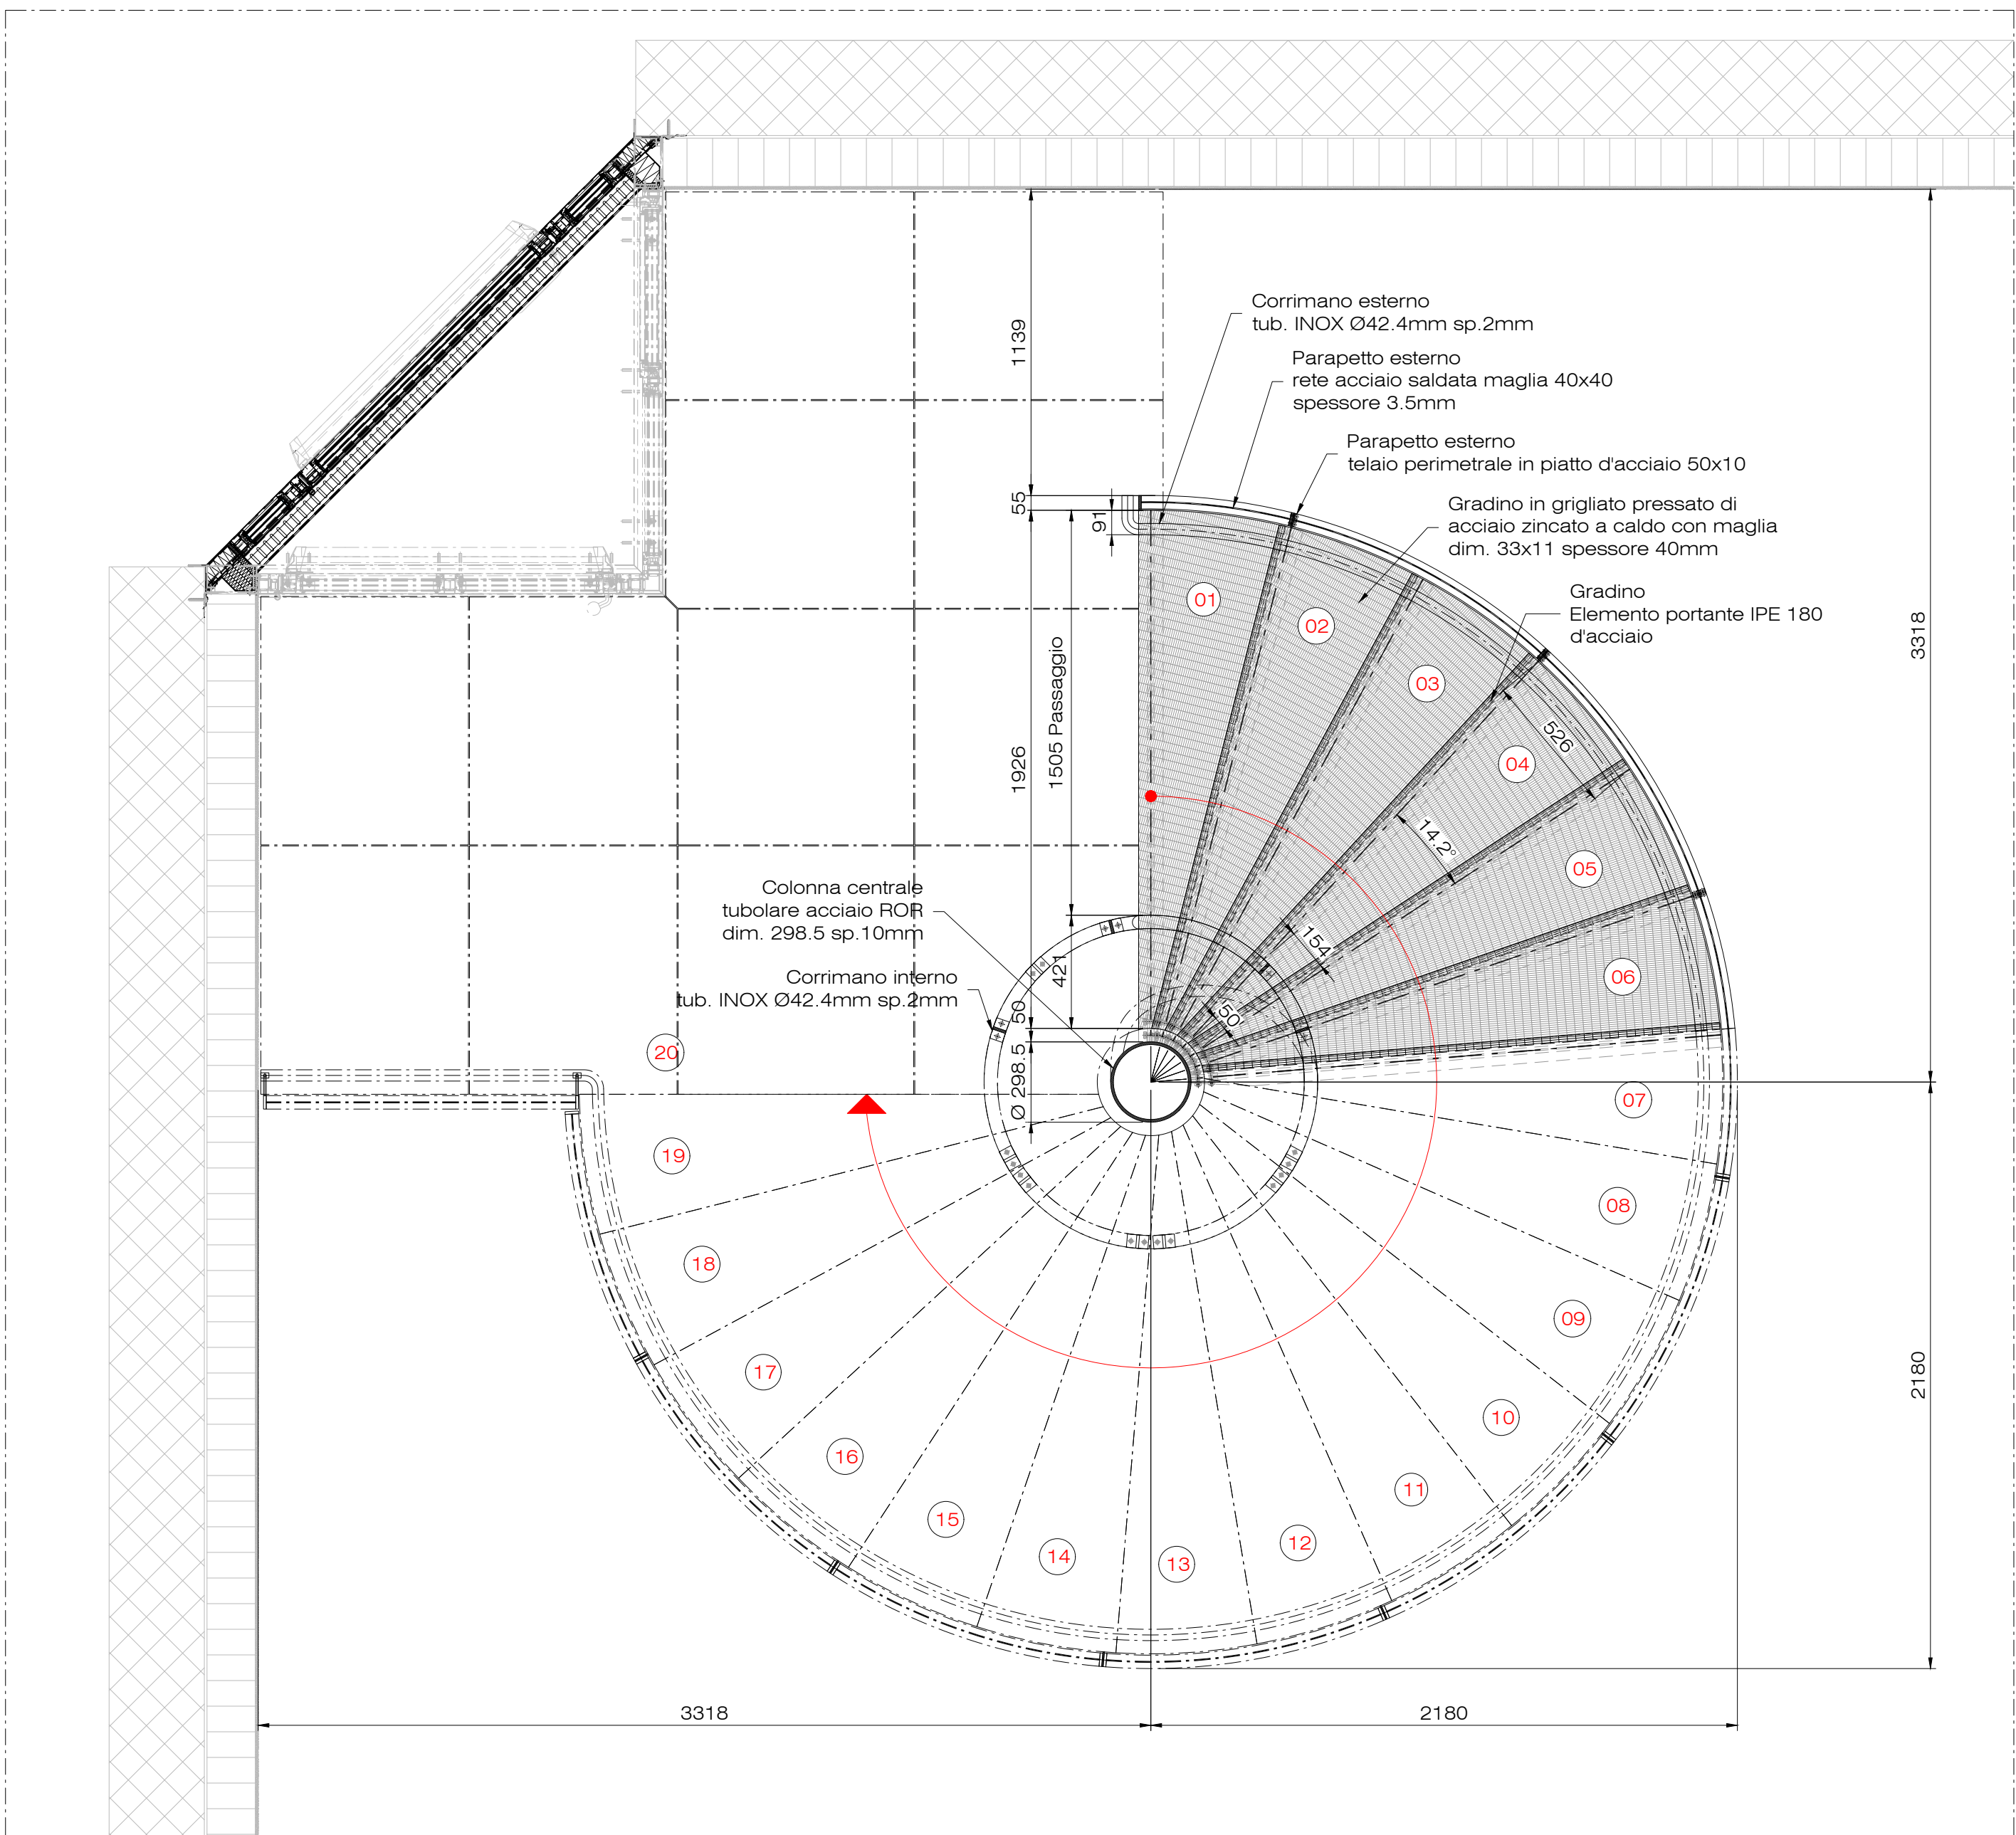 Corrimano esterno
tub. INOX Ø42.4mm sp.2mm
Parapetto esterno
rete acciaio saldata maglia 40x40
spessore 3.5mm
Parapetto esterno
telaio perimetrale in piatto d'acciaio 50x10
Gradino in grigliato pressato di
acciaio zincato a caldo con maglia
dim. 33x11 spessore 40mm
Gradino
Elemento portante IPE 180
d'acciaio
1139
55
91
1926
1505 Passaggio
3318
01
02
03
04
05
06
526
14.2°
154
50
Colonna centrale
tubolare acciaio ROR
dim. 298.5 sp.10mm
Corrimano interno
tub. INOX Ø42.4mm sp.2mm
421
50
Ø 298.5
20
07
08
09
10
11
12
13
14
15
16
17
18
19
2180
3318
2180